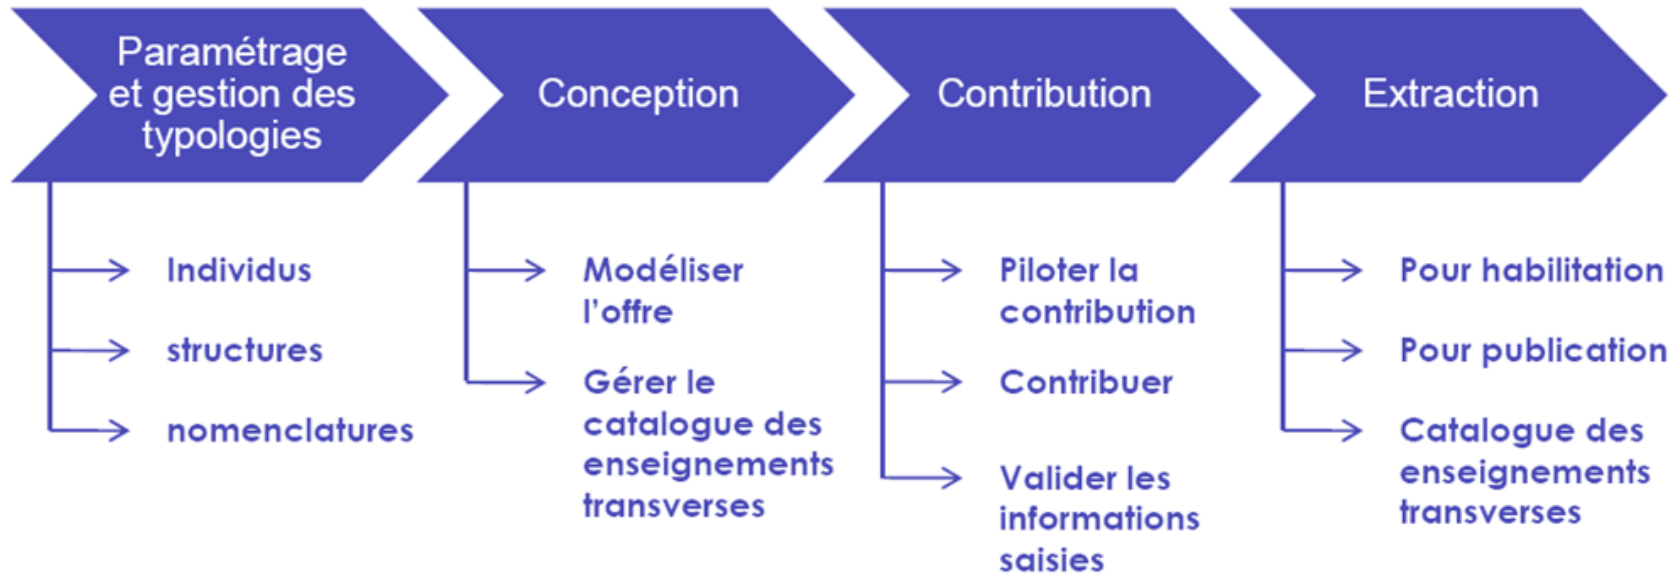 Paramétrage
et gestion des
typologies
Individus
structures
nomenclatures
Conception
Modéliser
l’offre
Gérer le
catalogue des
enseignements
transverses
Contribution
Piloter la
contribution
Contribuer
Valider les
informations
saisies
Extraction
Pour habilitation
Pour publication
Catalogue des
enseignements
transverses